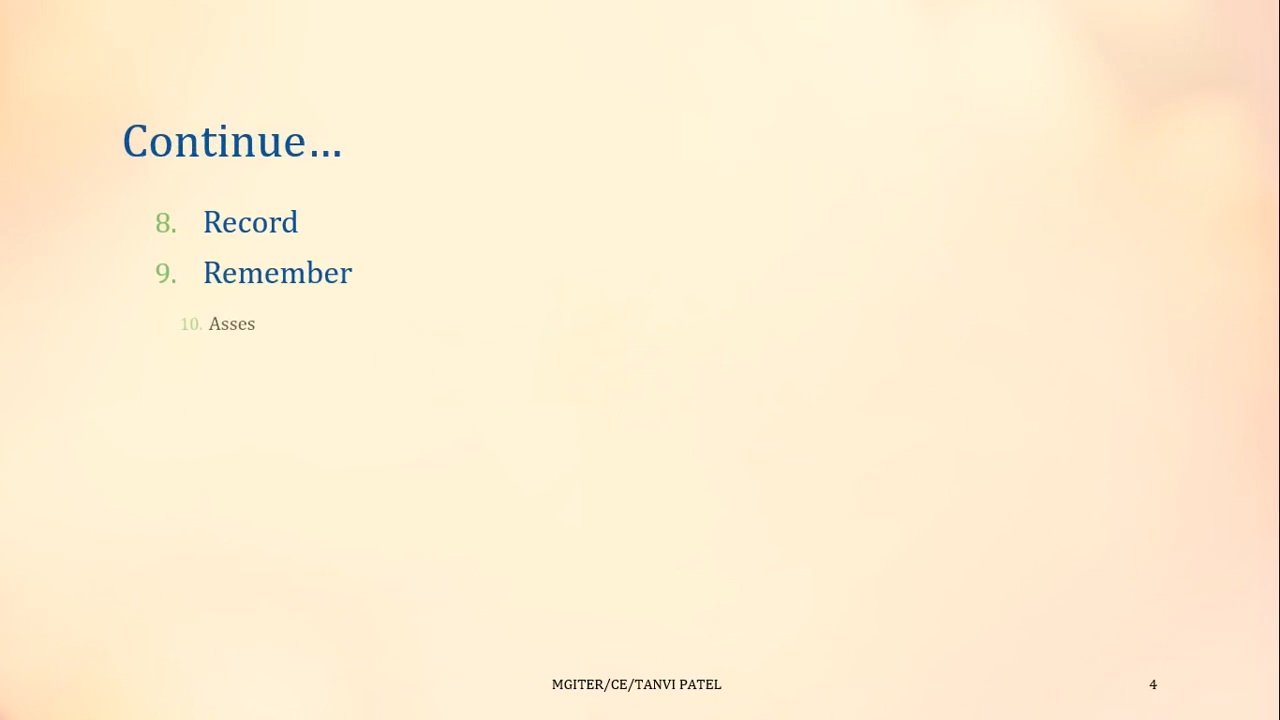 Continue…
8. Record
9. Remember
10. Asses
MGITER/CE/TANVI PATEL
4